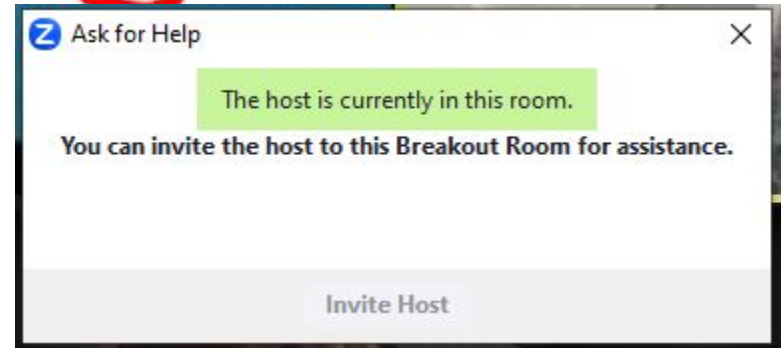 Ask for Help
The host is currently in this room.
You can invite the host to this Breakout Room for assistance.
Invite Host